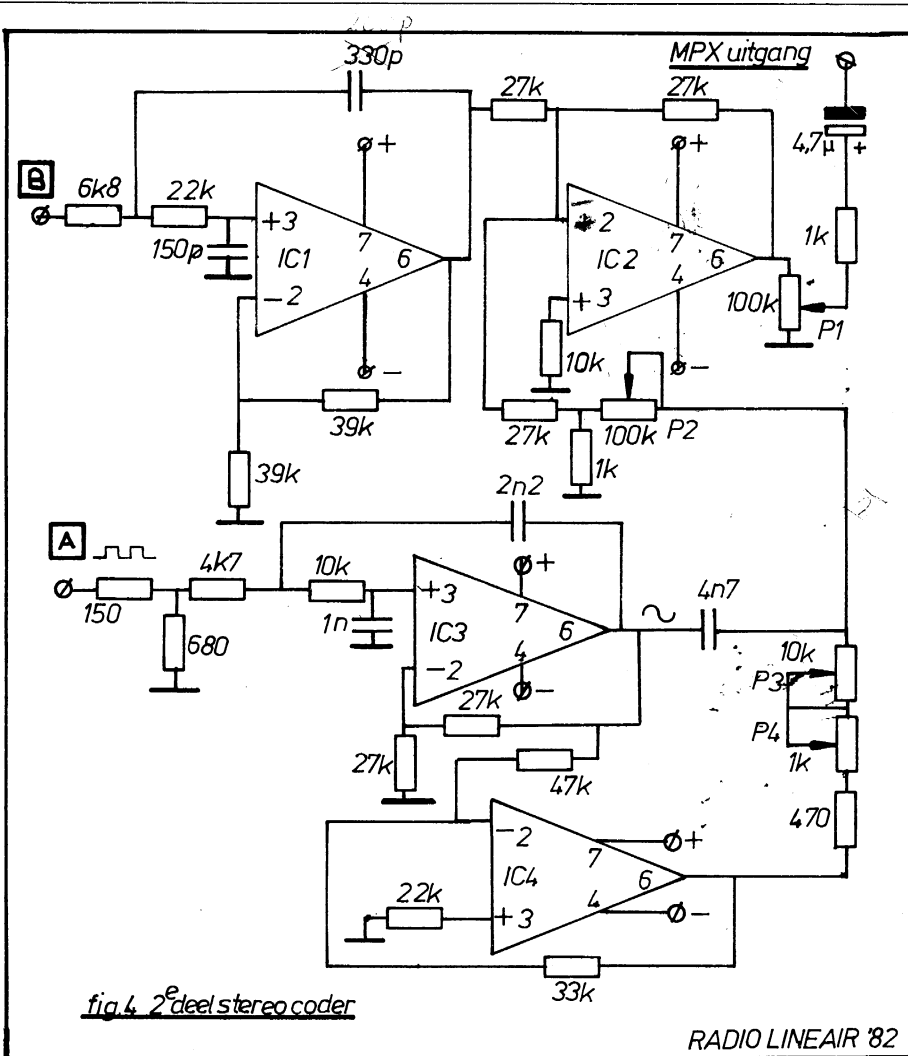 330p
MPX uitgang
27k
27k
4,7µ +
B
6k8
22k
+3
150p
IC1
-2
7
6
4
+
-
39k
39k
2
IC2
+3
7
6
4
+
-
10k
1k
100k
P1
27k
100k
P2
1k
2n2
A
150
4k7
10k
680
1n
+3
IC3
-2
7
6
4
+
-
4n7
27k
27k
47k
10k
P3
P4
1k
470
-2
IC4
+3
7
6
4
+
-
22k
33k
fig.4 2e deel stereo coder
RADIO LINEAIR '82